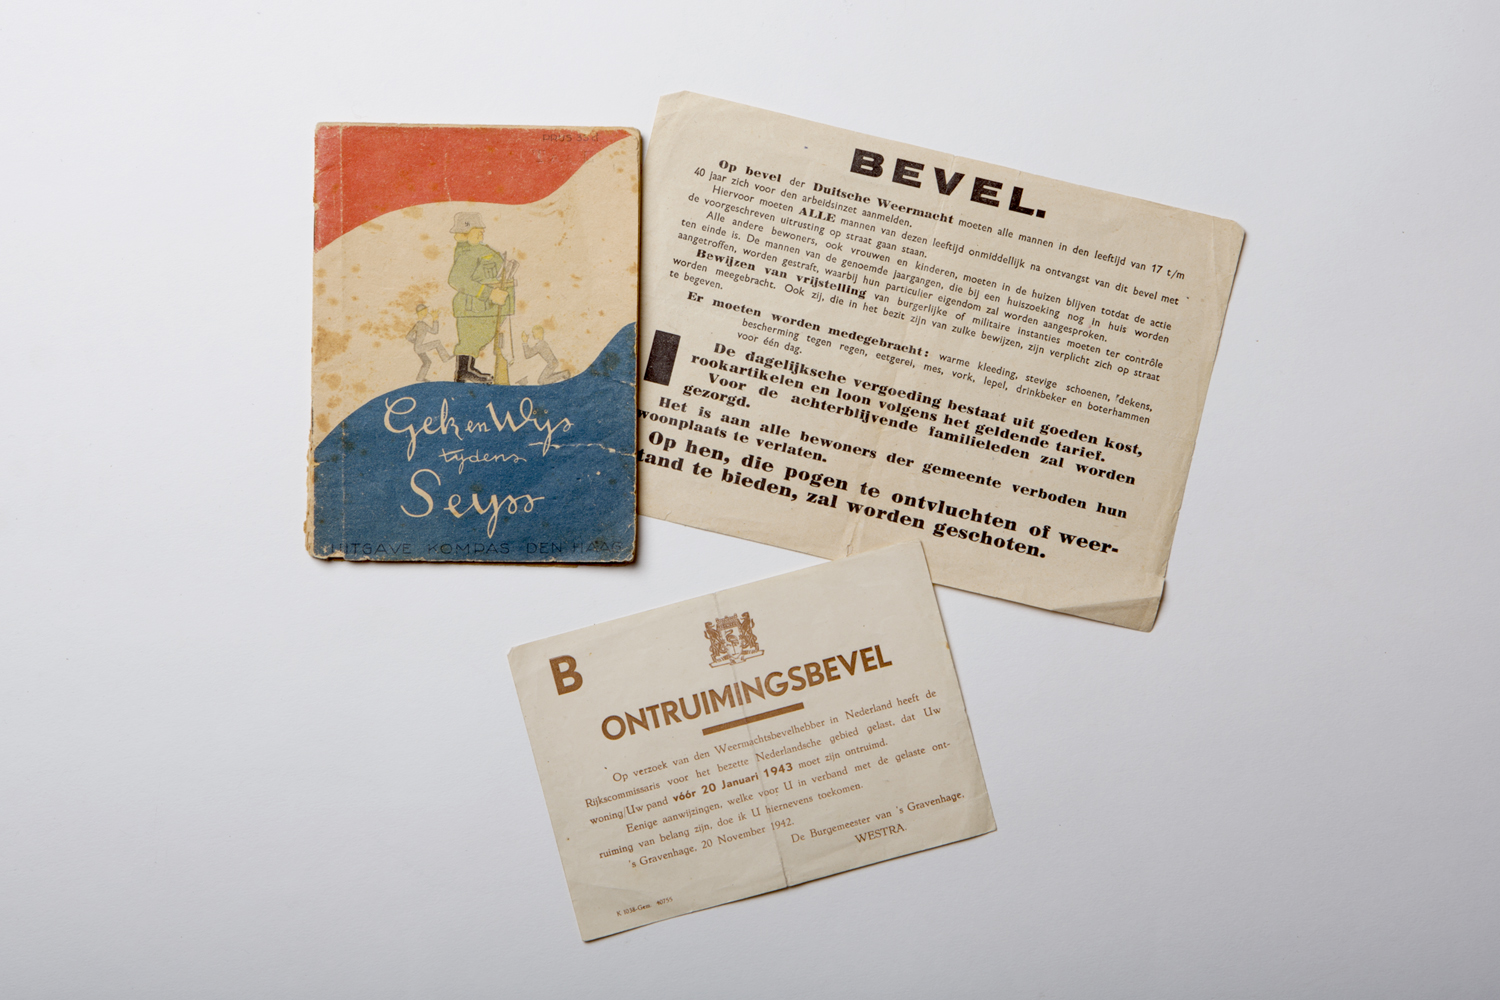 Gek en Wijs
tijdens
Seyss
UITGAVE KOMPAS DEN HAAG
BEVEL.
Op bevel der Duitsche Weermacht moeten alle mannen in den leeftijd van 17 t/m
40 jaar zich voor den arbeidsinzet aanmelden.
Hiervoor moeten ALLE mannen van dezen leeftijd onmiddellijk na ontvangst van dit bevel met
de voorgeschreven uitrusting op straat gaan staan.
Alle andere bewoners, ook vrouwen en kinderen, moeten in de huizen blijven totdat de actie
ten einde is. De mannen van de genoemde jaargangen, die bij een huiszoeking nog in huis worden
aangetroffen, worden gestraft, waarbij hun particulier eigendom zal worden aangesproken.
Bewijzen van vrijstelling van burgerlijke of militaire instanties moeten ter contrôle
worden meegebracht. Ook zij, die in het bezit zijn van zulke bewijzen, zijn verplicht zich op straat
te begeven.
Er moeten worden medegebracht: warme kleeding, stevige schoenen, dekens,
bescherming tegen regen, eetgerei, mes, vork, lepel, drinkbeker en boterhammen
voor één dag.
De dagelijksche vergoeding bestaat uit goeden kost,
rookartikelen en loon volgens het geldende tarief.
Voor de achterblijvende familieleden zal worden
gezorgd.
Het is aan alle bewoners der gemeente verboden hun
woonplaats te verlaten.
Op hen, die pogen te ontvluchten of weer-
tand te bieden, zal worden geschoten.
B
ONTRUIMINGSBEVEL
Op verzoek van den Weermachtsbevelhebber in Nederland heeft de
Rijkscommissaris voor het bezette Nederlandsche gebied gelast, dat Uw
woning/Uw pand vóór 20 Januari 1943 moet zijn ontruimd.
Eenige aanwijzingen, welke voor U in verband met de gelaste ont-
ruiming van belang zijn, doe ik U hiernevens toekomen.
's Gravenhage, 20 November 1942.
De Burgemeester van 's Gravenhage,
WESTRA.